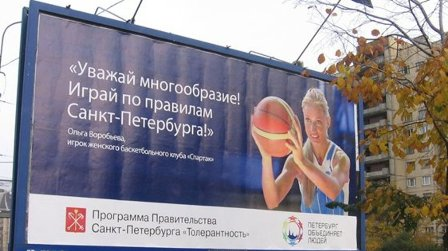 «Уважай многообразие!
Играй по правилам
Санкт-Петербурга!»
Ольга Воробьева,
игрок женского баскетбольного клуба «Спартак»
Программа Правительства
Санкт-Петербурга «Толерантность»
ПЕТЕРБУРГ
ОБЪЕДИНЯЕТ
ЛЮДЕЙ